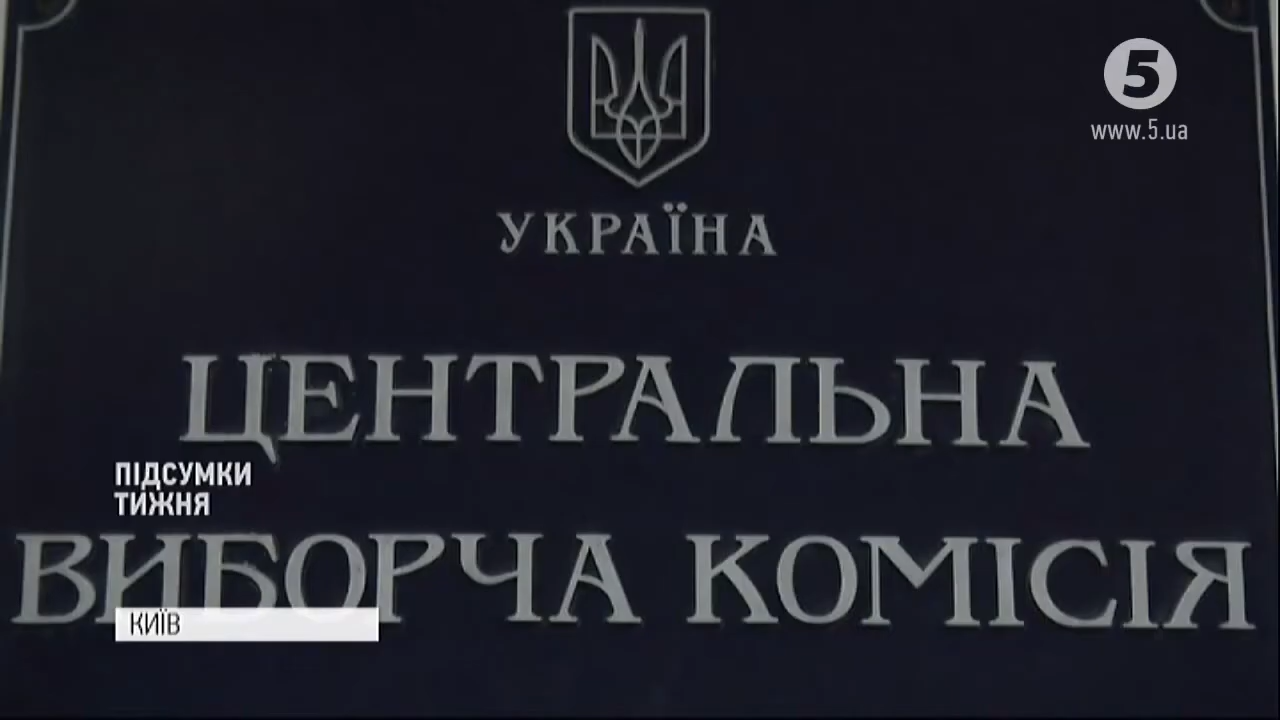 5
www.5.ua
УКРАЇНА
ЦЕНТРАЛЬНА
ПІДСУМКИ
ТИЖНЯ
ВИБОРЧА КОМІСІЯ
КИЇВ